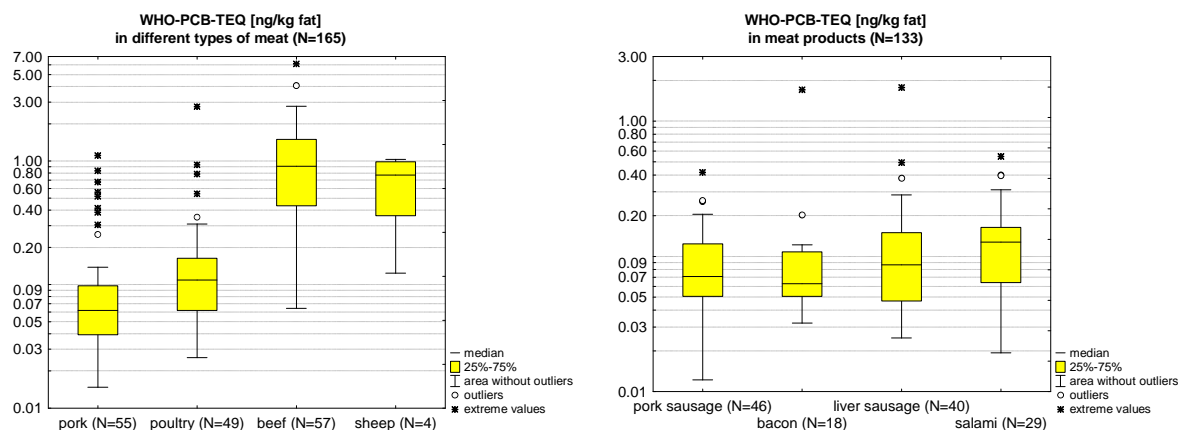 WHO-PCB-TEQ [ng/kg fat]
in different types of meat (N=165)
7.00
5.00
3.00
1.00
0.80
0.60
0.40
0.20
0.09
0.07
0.05
0.03
0.01
pork (N=55) poultry (N=49) beef (N=57) sheep (N=4)
median
25%-75%
area without outliers
outliers
extreme values
WHO-PCB-TEQ [ng/kg fat]
in meat products (N=133)
3.00
1.00
0.80
0.60
0.40
0.20
0.09
0.07
0.05
0.03
0.01
pork sausage (N=46) liver sausage (N=40)
bacon (N=18) salami (N=29)
median
25%-75%
area without outliers
outliers
extreme values